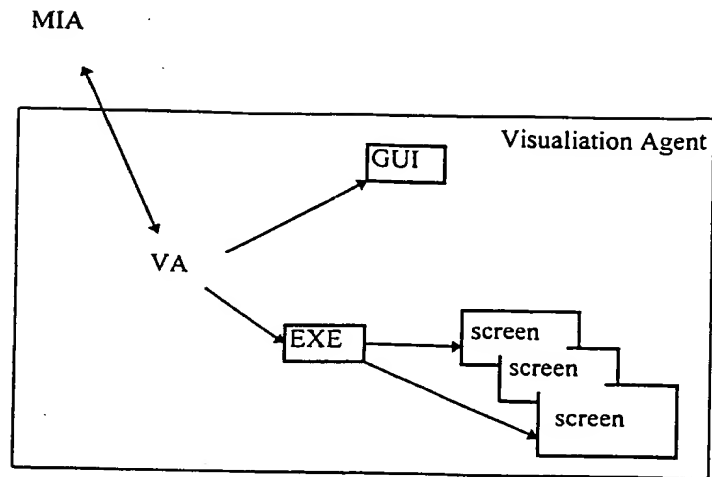 MIA
Visualiation Agent
GUI
VA
EXE
screen
screen
screen